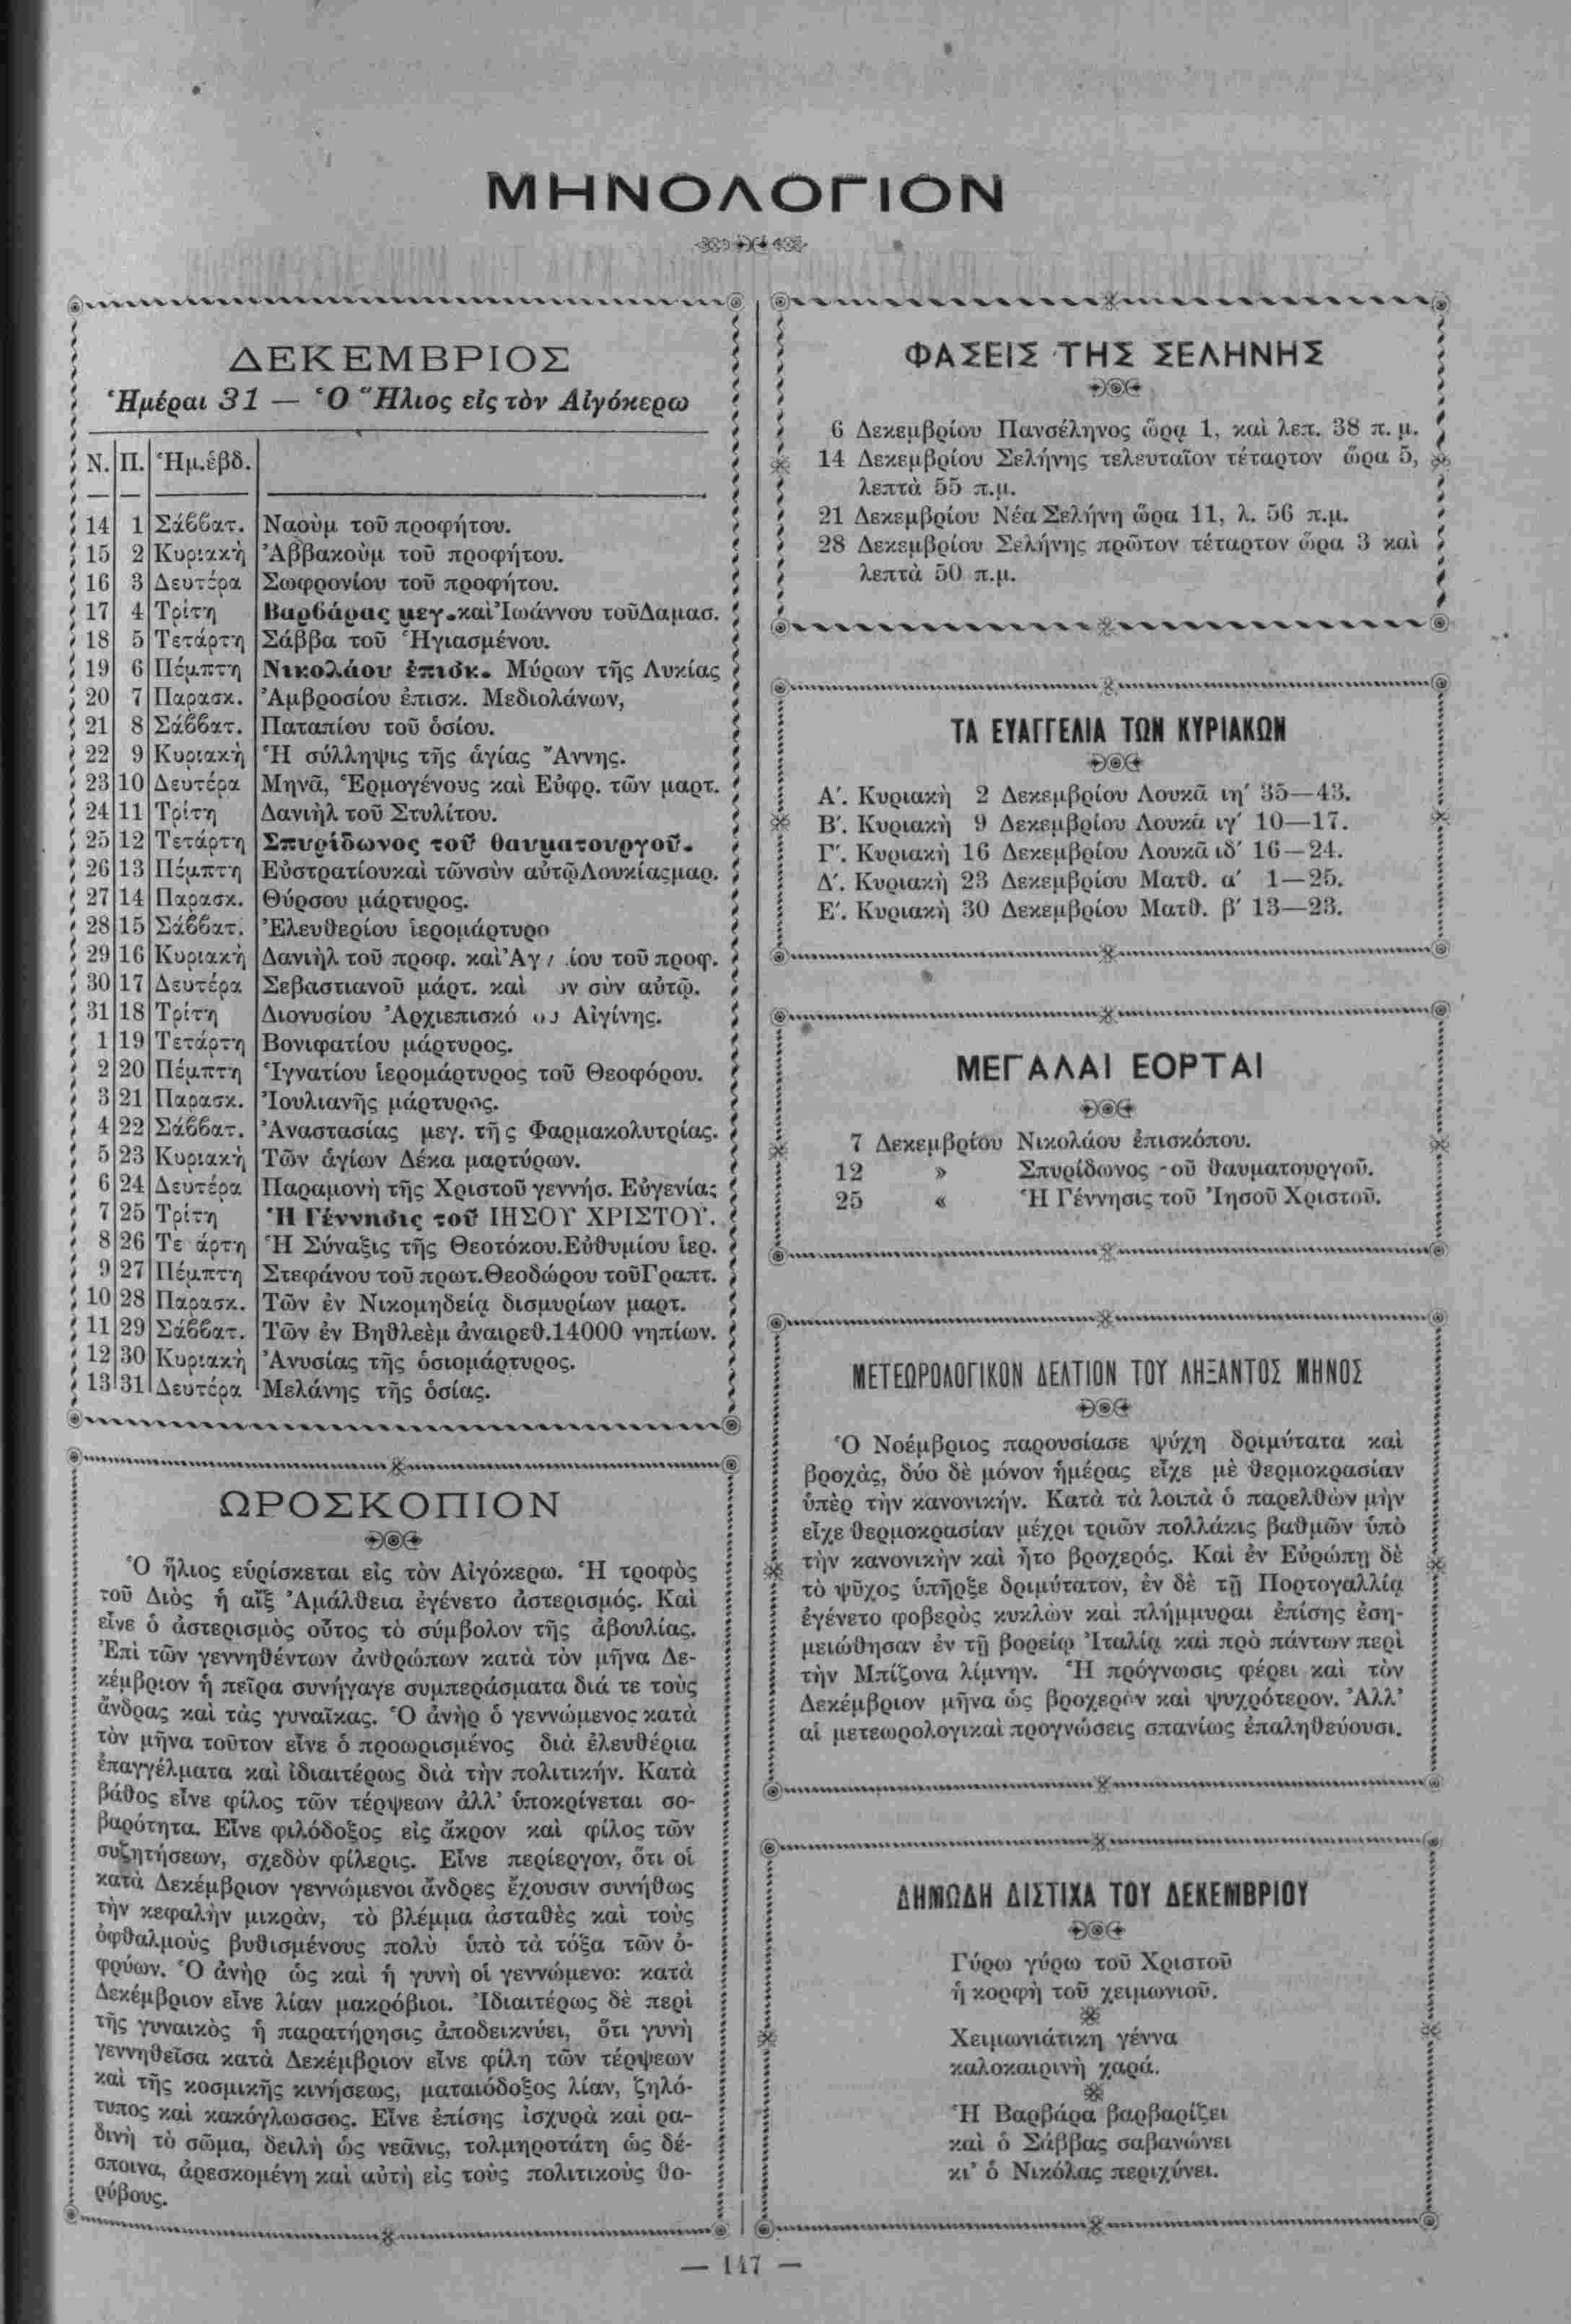 ΜΗΝΟΛΟΓΙΟΝ
ΔΕΚΕΜΒΡΙΟΣ
Ἡμέραι 31 — Ὁ Ἥλιος εἰς τὸν Αἰγόκερω
Ν. Π. Ἡμ.ἑβδ.
14 1 Σάββατ. Ναοὺμ τοῦ προφήτου.
15 2 Κυριακὴ Ἀββακοὺμ τοῦ προφήτου.
16 3 Δευτέρα Σωφρονίου τοῦ προφήτου.
17 4 Τρίτη Βαρβάρας μεγ. καὶ Ἰωάννου τοῦ Δαμασ.
18 5 Τετάρτη Σάββα τοῦ Ἡγιασμένου.
19 6 Πέμπτη Νικολάου ἐπισκ. Μύρων τῆς Λυκίας
20 7 Παρασκ. Ἀμβροσίου ἐπισκ. Μεδιολάνων,
21 8 Σάββατ. Παταπίου τοῦ ὁσίου.
22 9 Κυριακὴ Ἡ σύλληψις τῆς ἁγίας Ἄννης.
23 10 Δευτέρα Μηνᾶ, Ἑρμογένους καὶ Εὐφρ. τῶν μαρτ.
24 11 Τρίτη Δανιὴλ τοῦ Στυλίτου.
25 12 Τετάρτη Σπυρίδωνος τοῦ θαυματουργοῦ.
26 13 Πέμπτη Εὐστρατίου καὶ τῶν σὺν αὐτῷ Λουκίας μαρ.
27 14 Παρασκ. Θύρσου μάρτυρος.
28 15 Σάββατ. Ἐλευθερίου ἱερομάρτυρο
29 16 Κυριακὴ Δανιὴλ τοῦ προφ. καὶ Ἀγ ίου τοῦ προφ.
30 17 Δευτέρα Σεβαστιανοῦ μάρτ. καὶ ων σὺν αὐτῷ.
31 18 Τρίτη Διονυσίου Ἀρχιεπισκό ου Αἰγίνης.
1 19 Τετάρτη Βονιφατίου μάρτυρος.
2 20 Πέμπτη Ἰγνατίου ἱερομάρτυρος τοῦ Θεοφόρου.
3 21 Παρασκ. Ἰουλιανῆς μάρτυρος.
4 22 Σάββατ. Ἀναστασίας μεγ. τῆς Φαρμακολυτρίας.
5 23 Κυριακὴ Τῶν ἁγίων Δέκα μαρτύρων.
6 24 Δευτέρα Παραμονὴ τῆς Χριστοῦ γεννήσ. Εὐγενίας
7 25 Τρίτη Ἡ Γέννησις τοῦ ΙΗΣΟΥ ΧΡΙΣΤΟΥ.
8 26 Τε άρτη Ἡ Σύναξις τῆς Θεοτόκου. Εὐθυμίου ἱερ.
9 27 Πέμπτη Στεφάνου τοῦ πρωτ. Θεοδώρου τοῦ Γραπτ.
10 28 Παρασκ. Τῶν ἐν Νικομηδείᾳ δισμυρίων μαρτ.
11 29 Σάββατ. Τῶν ἐν Βηθλεὲμ ἀναιρεθ. 14000 νηπίων.
12 30 Κυριακὴ Ἀνυσίας τῆς ὁσιομάρτυρος.
13 31 Δευτέρα Μελάνης τῆς ὁσίας.
ΩΡΟΣΚΟΠΙΟΝ
Ὁ ἥλιος εὑρίσκεται εἰς τὸν Αἰγόκερω. Ἡ τροφὸς
τοῦ Διὸς ἡ αἲξ Ἀμάλθεια ἐγένετο ἀστερισμός. Καὶ
εἶνε ὁ ἀστερισμὸς οὗτος τὸ σύμβολον τῆς ἀβουλίας.
Ἐπὶ τῶν γεννηθέντων ἀνθρώπων κατὰ τὸν μῆνα Δε-
κέμβριον ἡ πεῖρα συνήγαγε συμπεράσματα διά τε τοὺς
ἄνδρας καὶ τὰς γυναῖκας. Ὁ ἀνὴρ ὁ γεννώμενος κατὰ
τὸν μῆνα τοῦτον εἶνε ὁ προωρισμένος διὰ ἐλευθέρια
ἐπαγγέλματα καὶ ἰδιαιτέρως διὰ τὴν πολιτικήν. Κατὰ
βάθος εἶνε φίλος τῶν τέρψεων ἀλλ' ὑποκρίνεται σο-
βαρότητα. Εἶνε φιλόδοξος εἰς ἄκρον καὶ φίλος τῶν
συζητήσεων, σχεδὸν φίλερις. Εἶνε περίεργον, ὅτι οἱ
κατὰ Δεκέμβριον γεννώμενοι ἄνδρες ἔχουσιν συνήθως
τὴν κεφαλὴν μικρὰν, τὸ βλέμμα ἀσταθὲς καὶ τοὺς
ὀφθαλμοὺς βυθισμένους πολὺ ὑπὸ τὰ τόξα τῶν ὀ-
φρύων. Ὁ ἀνὴρ ὡς καὶ ἡ γυνὴ οἱ γεννώμενο: κατὰ
Δεκέμβριον εἶνε λίαν μακρόβιοι. Ἰδιαιτέρως δὲ περὶ
τῆς γυναικὸς ἡ παρατήρησις ἀποδεικνύει, ὅτι γυνὴ
γεννηθεῖσα κατὰ Δεκέμβριον εἶνε φίλη τῶν τέρψεων
καὶ τῆς κοσμικῆς κινήσεως, ματαιόδοξος λίαν, ζηλό-
τυπος καὶ κακόγλωσσος. Εἶνε ἐπίσης ἰσχυρὰ καὶ ρα-
δινὴ τὸ σῶμα, δειλὴ ὡς νεᾶνις, τολμηροτάτη ὡς δέ-
σποινα, ἀρεσκομένη καὶ αὐτὴ εἰς τοὺς πολιτικοὺς θο-
ρύβους.
ΦΑΣΕΙΣ ΤΗΣ ΣΕΛΗΝΗΣ
6 Δεκεμβρίου Πανσέληνος ὥρᾳ 1, καὶ λεπ. 38 π. μ.
14 Δεκεμβρίου Σελήνης τελευταῖον τέταρτον ὥρα 5,
λεπτὰ 55 π.μ.
21 Δεκεμβρίου Νέα Σελήνη ὥρα 11, λ. 56 π.μ.
28 Δεκεμβρίου Σελήνης πρῶτον τέταρτον ὥρα 3 καὶ
λεπτὰ 50 π.μ.
ΤΑ ΕΥΑΓΓΕΛΙΑ ΤΩΝ ΚΥΡΙΑΚΩΝ
Α'. Κυριακὴ 2 Δεκεμβρίου Λουκᾶ ιη' 35—43.
Β'. Κυριακὴ 9 Δεκεμβρίου Λουκᾶ ιγ' 10—17.
Γ'. Κυριακὴ 16 Δεκεμβρίου Λουκᾶ ιδ' 16—24.
Δ'. Κυριακὴ 23 Δεκεμβρίου Ματθ. α' 1—25.
Ε'. Κυριακὴ 30 Δεκεμβρίου Ματθ. β' 13—23.
ΜΕΓΑΛΑΙ ΕΟΡΤΑΙ
7 Δεκεμβρίου Νικολάου ἐπισκόπου.
12 » Σπυρίδωνος -οῦ θαυματουργοῦ.
25 « Ἡ Γέννησις τοῦ Ἰησοῦ Χριστοῦ.
ΜΕΤΕΩΡΟΛΟΓΙΚΟΝ ΔΕΛΤΙΟΝ ΤΟΥ ΛΗΞΑΝΤΟΣ ΜΗΝΟΣ
Ὁ Νοέμβριος παρουσίασε ψύχη δριμύτατα καὶ
βροχὰς, δύο δὲ μόνον ἡμέρας εἶχε μὲ θερμοκρασίαν
ὑπὲρ τὴν κανονικήν. Κατὰ τὰ λοιπὰ ὁ παρελθὼν μὴν
εἶχε θερμοκρασίαν μέχρι τριῶν πολλάκις βαθμῶν ὑπὸ
τὴν κανονικὴν καὶ ἦτο βροχερός. Καὶ ἐν Εὐρώπῃ δὲ
τὸ ψῦχος ὑπῆρξε δριμύτατον, ἐν δὲ τῇ Πορτογαλλίᾳ
ἐγένετο φοβερὸς κυκλὼν καὶ πλήμμυραι ἐπίσης ἐση-
μειώθησαν ἐν τῇ βορείῳ Ἰταλίᾳ καὶ πρὸ πάντων περὶ
τὴν Μπίζονα λίμνην. Ἡ πρόγνωσις φέρει καὶ τὸν
Δεκέμβριον μῆνα ὡς βροχερὸν καὶ ψυχρότερον. Ἀλλ'
αἱ μετεωρολογικαὶ προγνώσεις σπανίως ἐπαληθεύουσι.
ΔΗΜΩΔΗ ΔΙΣΤΙΧΑ ΤΟΥ ΔΕΚΕΜΒΡΙΟΥ
Γύρω γύρω τοῦ Χριστοῦ
ἡ κορφὴ τοῦ χειμωνιοῦ.
Χειμωνιάτικη γέννα
καλοκαιρινὴ χαρά.
Ἡ Βαρβάρα βαρβαρίζει
καὶ ὁ Σάββας σαβανώνει
κι' ὁ Νικόλας περιχύνει.
— 147 —